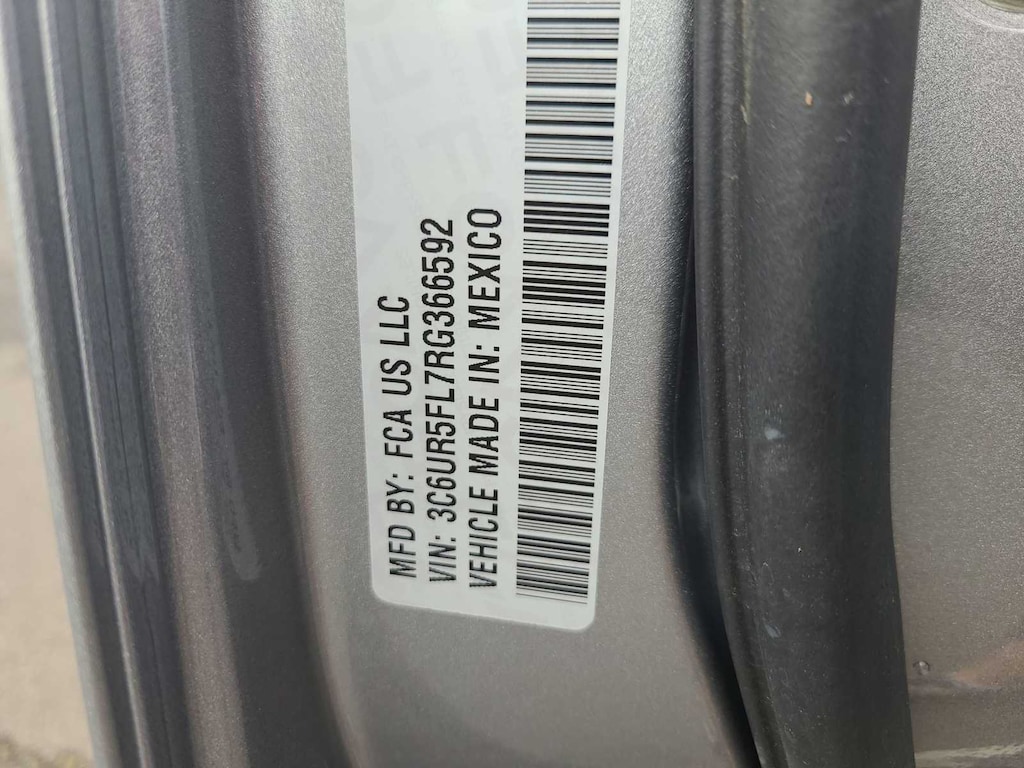 MFD BY: FCA US LLC
VIN: 3C6UR5FL7RG366592
VEHICLE MADE IN: MEXICO